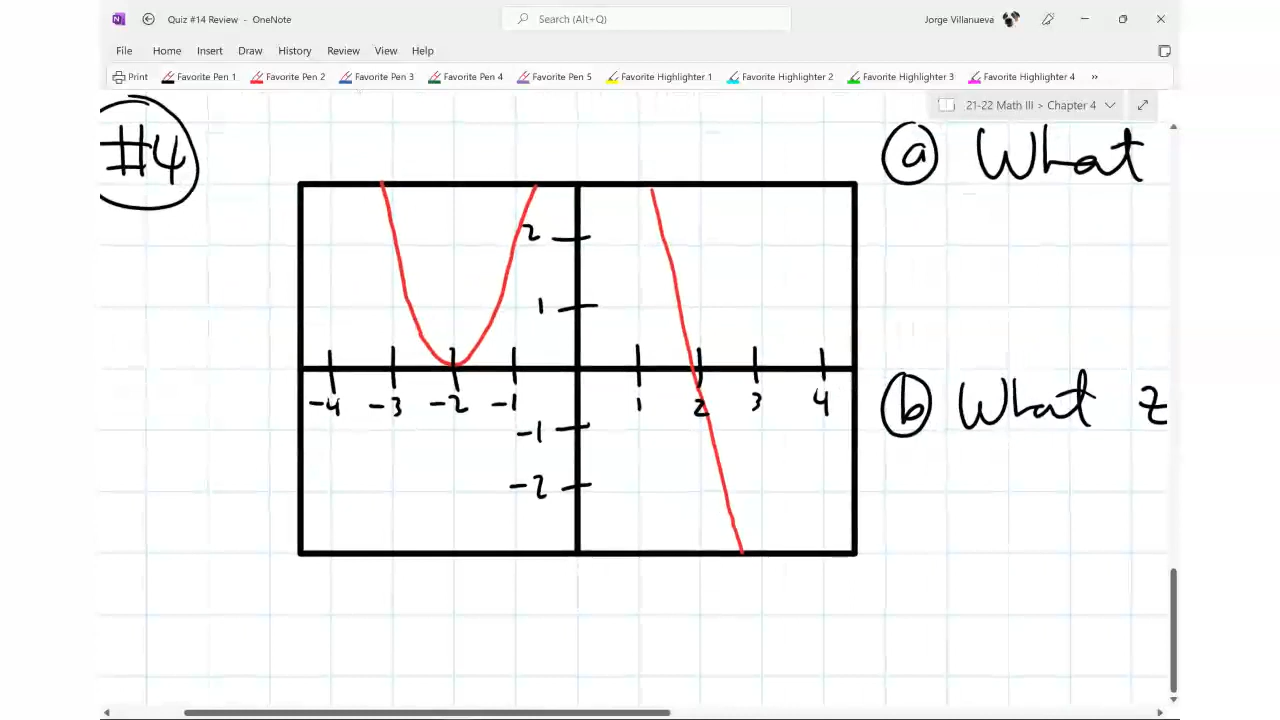 Quiz #14 Review - OneNote
Search (Alt+Q)
Jorge Villanueva
File Home Insert Draw History Review View Help
Print Favorite Pen 1 Favorite Pen 2 Favorite Pen 3 Favorite Pen 4 Favorite Pen 5 Favorite Highlighter 1 Favorite Highlighter 2 Favorite Highlighter 3 Favorite Highlighter 4 »
21-22 Math III > Chapter 4
#4
a What
2
1
-4 -3 -2 -1 1 2 3 4
b What z
-1
-2